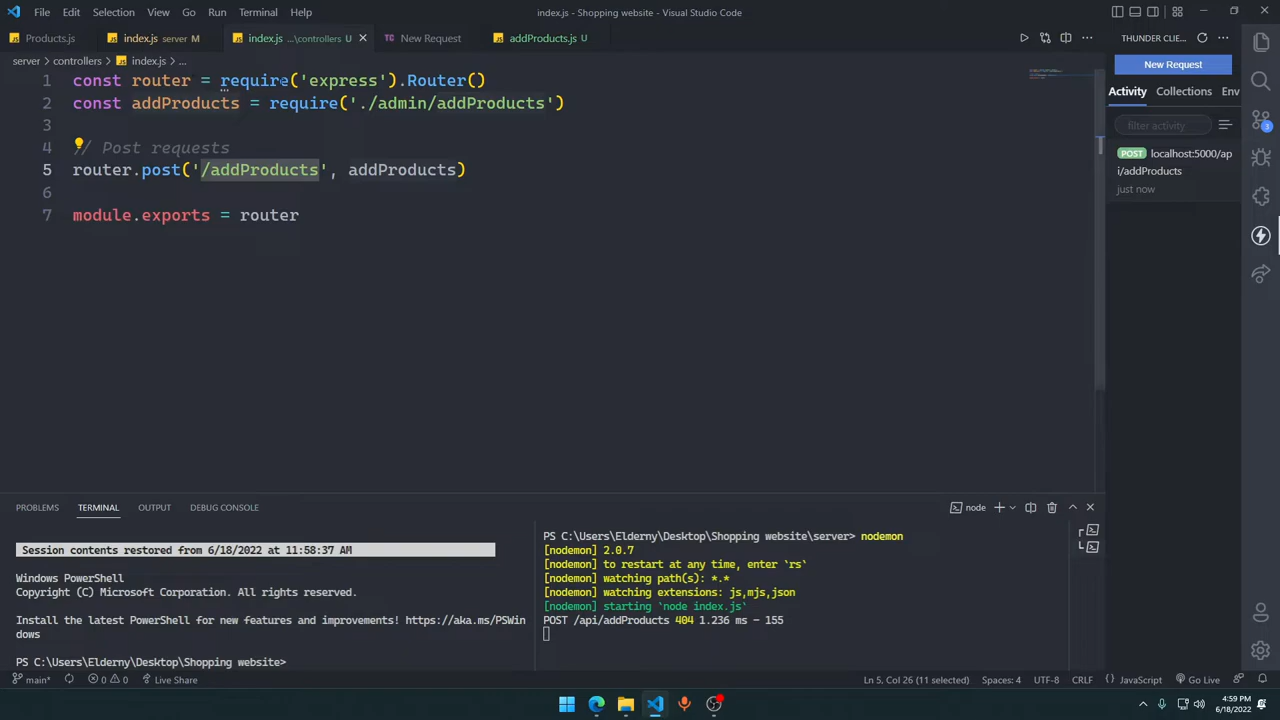 File Edit Selection View Go Run Terminal Help
index.js - Shopping website - Visual Studio Code
Products.js
index.js server M
index.js ...\controllers U
New Request
addProducts.js U
server > controllers > index.js > ...
1 const router = require('express').Router()
2 const addProducts = require('./admin/addProducts')
3
4 // Post requests
5 router.post('/addProducts', addProducts)
6
7 module.exports = router
THUNDER CLIE...
New Request
Activity Collections Env
filter activity
POST localhost:5000/ap
i/addProducts
just now
3
PROBLEMS TERMINAL OUTPUT DEBUG CONSOLE
node
Session contents restored from 6/18/2022 at 11:58:37 AM
Windows PowerShell
Copyright (C) Microsoft Corporation. All rights reserved.
Install the latest PowerShell for new features and improvements! https://aka.ms/PSWin
dows
PS C:\Users\Elderny\Desktop\Shopping website>
PS C:\Users\Elderny\Desktop\Shopping website\server> nodemon
[nodemon] 2.0.7
[nodemon] to restart at any time, enter `rs`
[nodemon] watching path(s): *.*
[nodemon] watching extensions: js,mjs,json
[nodemon] starting `node index.js`
POST /api/addProducts 404 1.236 ms - 155
main* 0 0 Live Share
Ln 5, Col 26 (11 selected) Spaces: 4 UTF-8 CRLF JavaScript Go Live
4:59 PM
6/18/2022